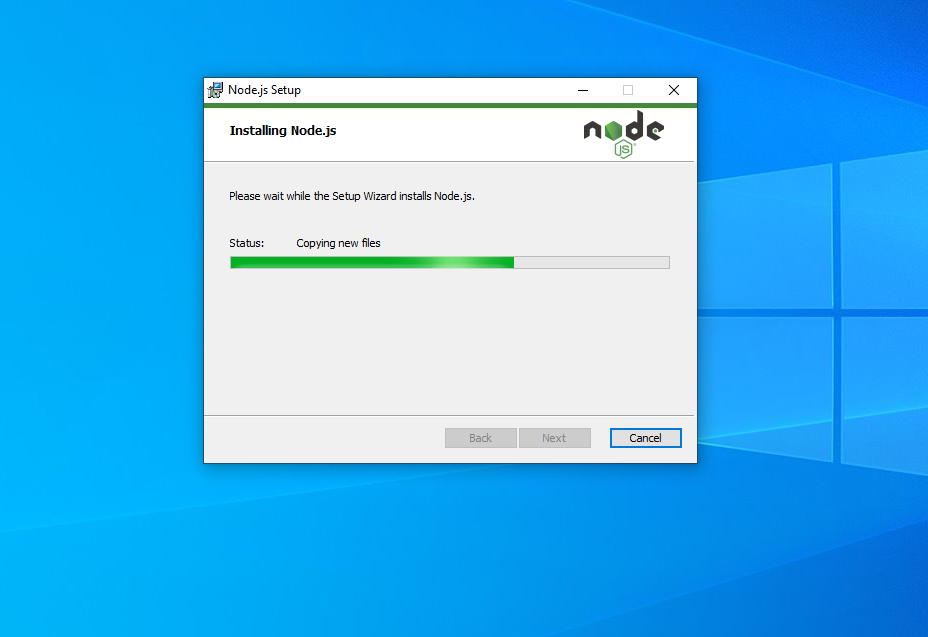 Node.js Setup
Installing Node.js
node
JS
Please wait while the Setup Wizard installs Node.js.
Status: Copying new files
Back Next Cancel